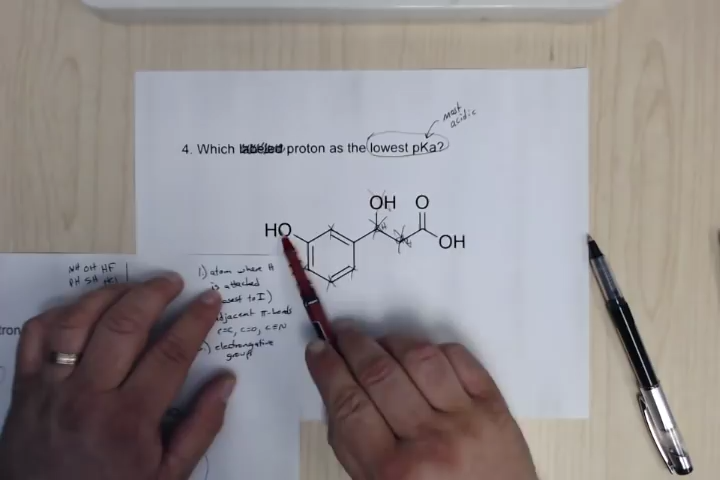 most
acidic
4. Which labeled proton as the lowest pKa?
OH
O
HO
OH
H
H
NH OH HF
PH SH HCl
1.) atom where H
is attached
to I)
adjacent π-bonds
C=C, C=O, C≡N
.) electronegative
group
tron